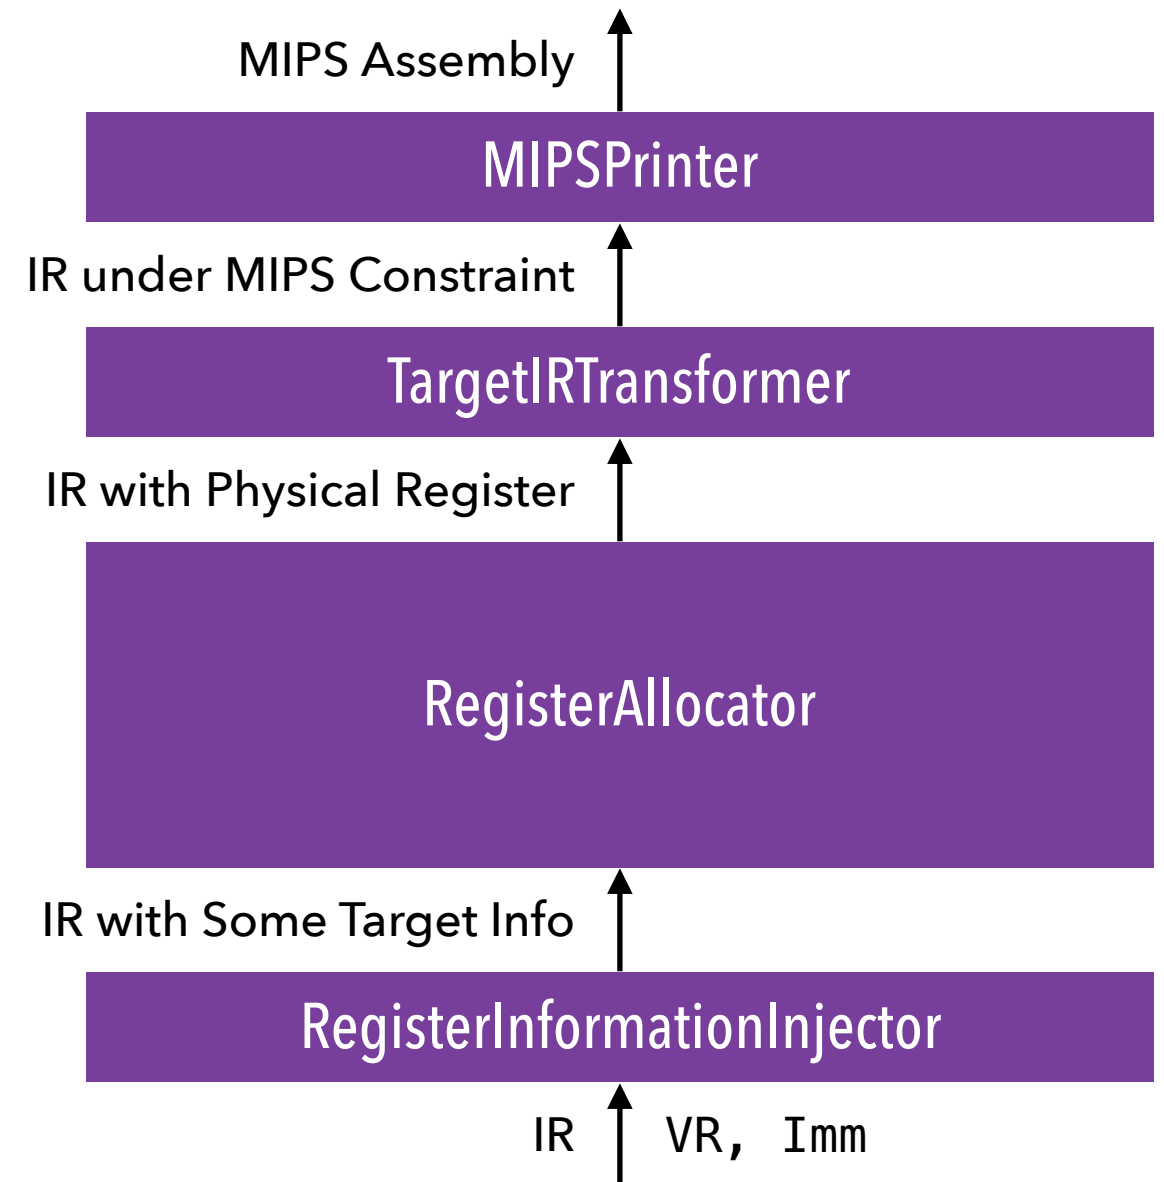 MIPS Assembly
MIPSPrinter
IR under MIPS Constraint
TargetIRTransformer
IR with Physical Register
RegisterAllocator
IR with Some Target Info
RegisterInformationInjector
IR VR, Imm